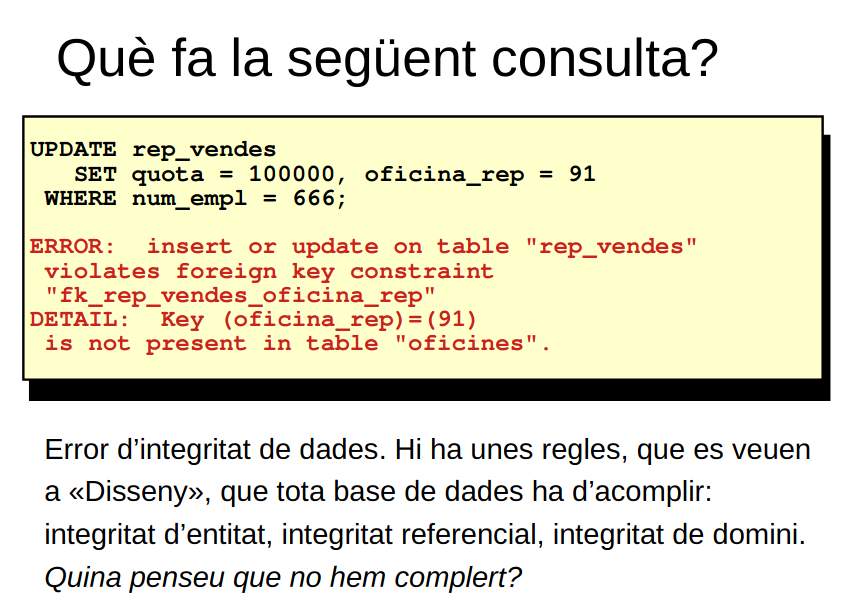 Què fa la següent consulta?
UPDATE rep_vendes
SET quota = 100000, oficina_rep = 91
WHERE num_empl = 666;
ERROR:  insert or update on table "rep_vendes"
violates foreign key constraint
"fk_rep_vendes_oficina_rep"
DETAIL:  Key (oficina_rep)=(91)
is not present in table "oficines".
Error d’integritat de dades. Hi ha unes regles, que es veuen
a «Disseny», que tota base de dades ha d’acomplir:
integritat d’entitat, integritat referencial, integritat de domini.
Quina penseu que no hem complert?